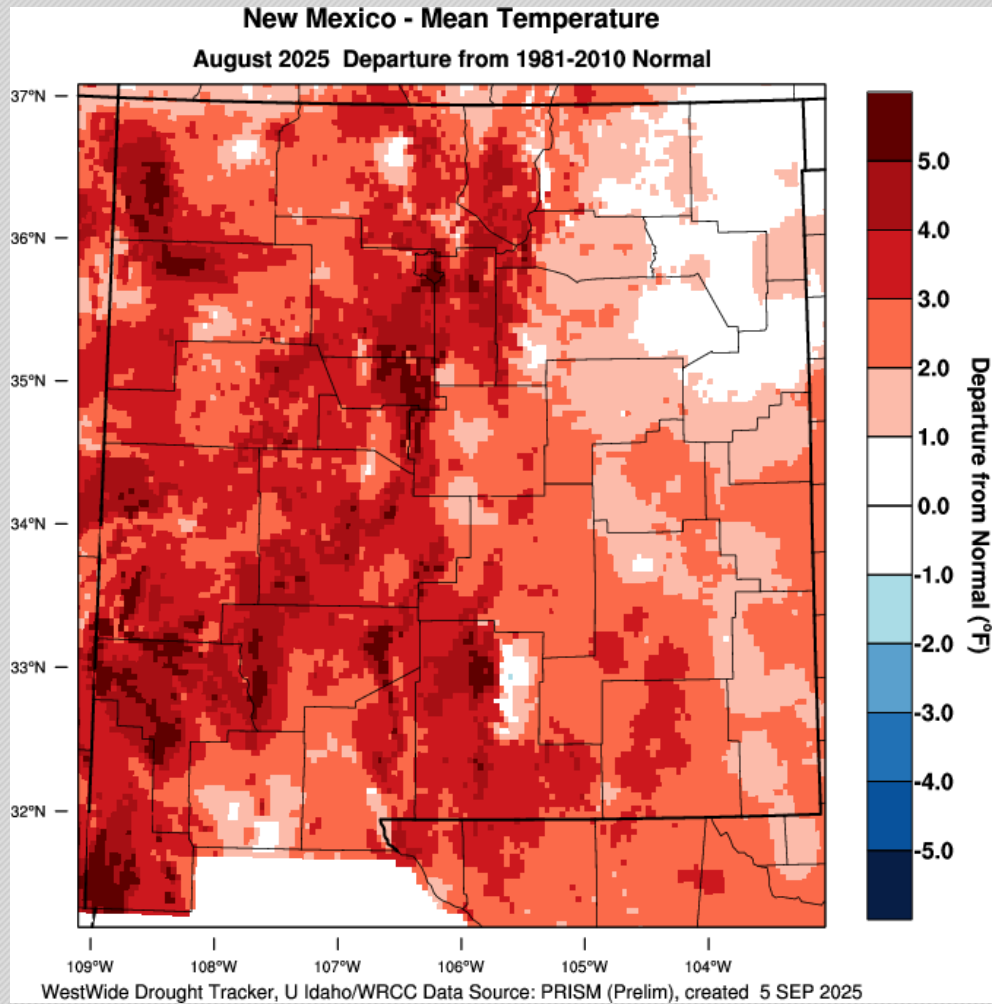 New Mexico - Mean Temperature
August 2025  Departure from 1981-2010 Normal
37°N
36°N
35°N
34°N
33°N
32°N
109°W
108°W
107°W
106°W
105°W
104°W
5.0
4.0
3.0
2.0
1.0
0.0
-1.0
-2.0
-3.0
-4.0
-5.0
Departure from Normal (°F)
WestWide Drought Tracker, U Idaho/WRCC Data Source: PRISM (Prelim), created  5 SEP 2025